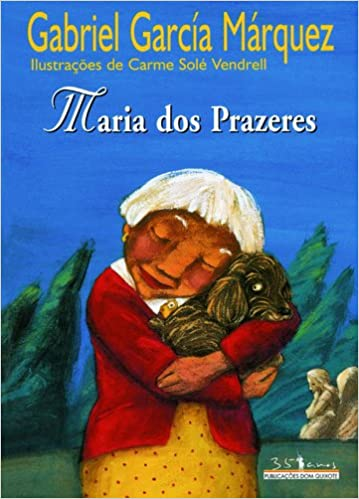 Gabriel García Márquez
Ilustrações de Carme Solé Vendrell
Maria dos Prazeres
35 anos
PUBLICAÇÕES DOM QUIXOTE